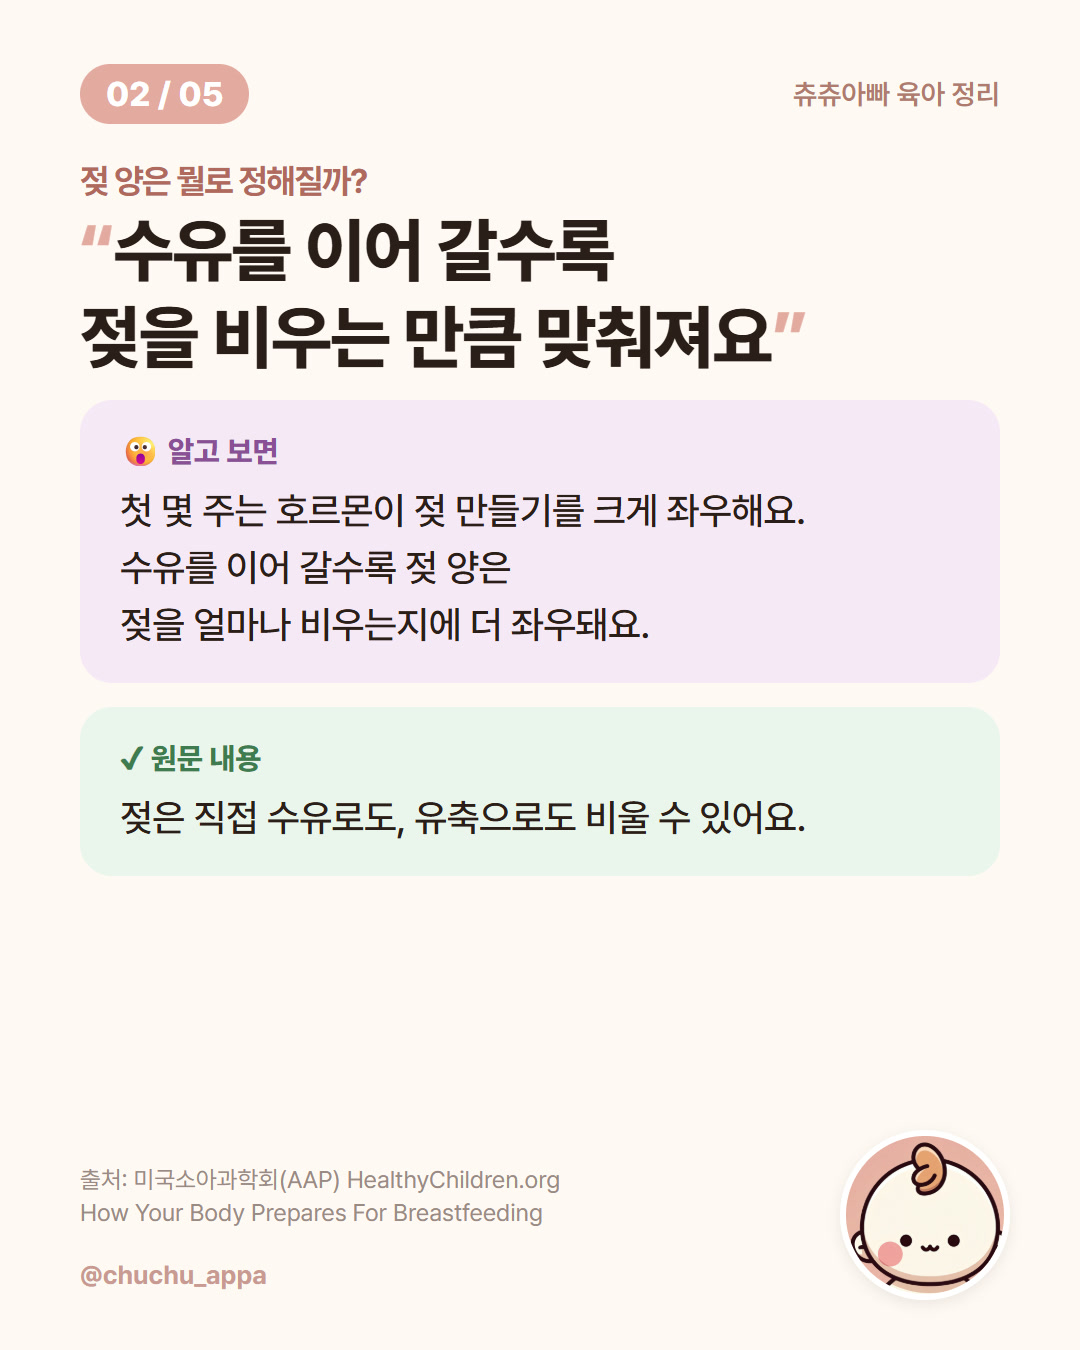 02 / 05
츄츄아빠 육아 정리
젖 양은 뭘로 정해질까?
“수유를 이어 갈수록
젖을 비우는 만큼 맞춰져요”
😲 알고 보면
첫 몇 주는 호르몬이 젖 만들기를 크게 좌우해요.
수유를 이어 갈수록 젖 양은
젖을 얼마나 비우는지에 더 좌우돼요.
✓ 원문 내용
젖은 직접 수유로도, 유축으로도 비울 수 있어요.
출처: 미국소아과학회(AAP) HealthyChildren.org
How Your Body Prepares For Breastfeeding
@chuchu_appa